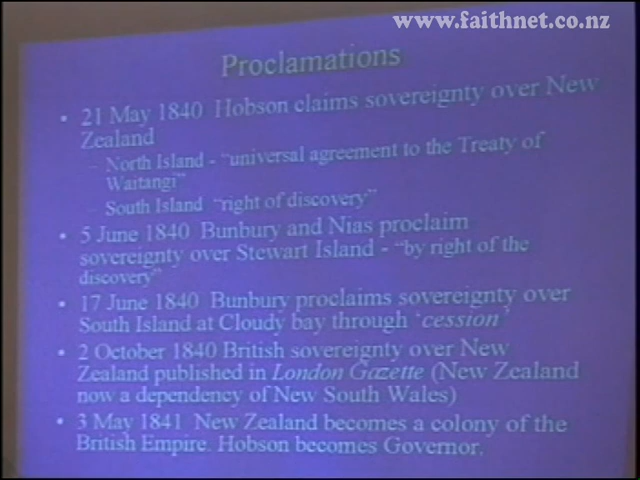 www.faithnet.co.nz
Proclamations
• 21 May 1840 Hobson claims sovereignty over New
Zealand
– North Island - "universal agreement to the Treaty of
Waitangi"
– South Island "right of discovery"
• 5 June 1840 Bunbury and Nias proclaim
sovereignty over Stewart Island - "by right of the
discovery"
• 17 June 1840 Bunbury proclaims sovereignty over
South Island at Cloudy bay through 'cession'
• 2 October 1840 British sovereignty over New
Zealand published in London Gazette (New Zealand
now a dependency of New South Wales)
• 3 May 1841 New Zealand becomes a colony of the
British Empire. Hobson becomes Governor.